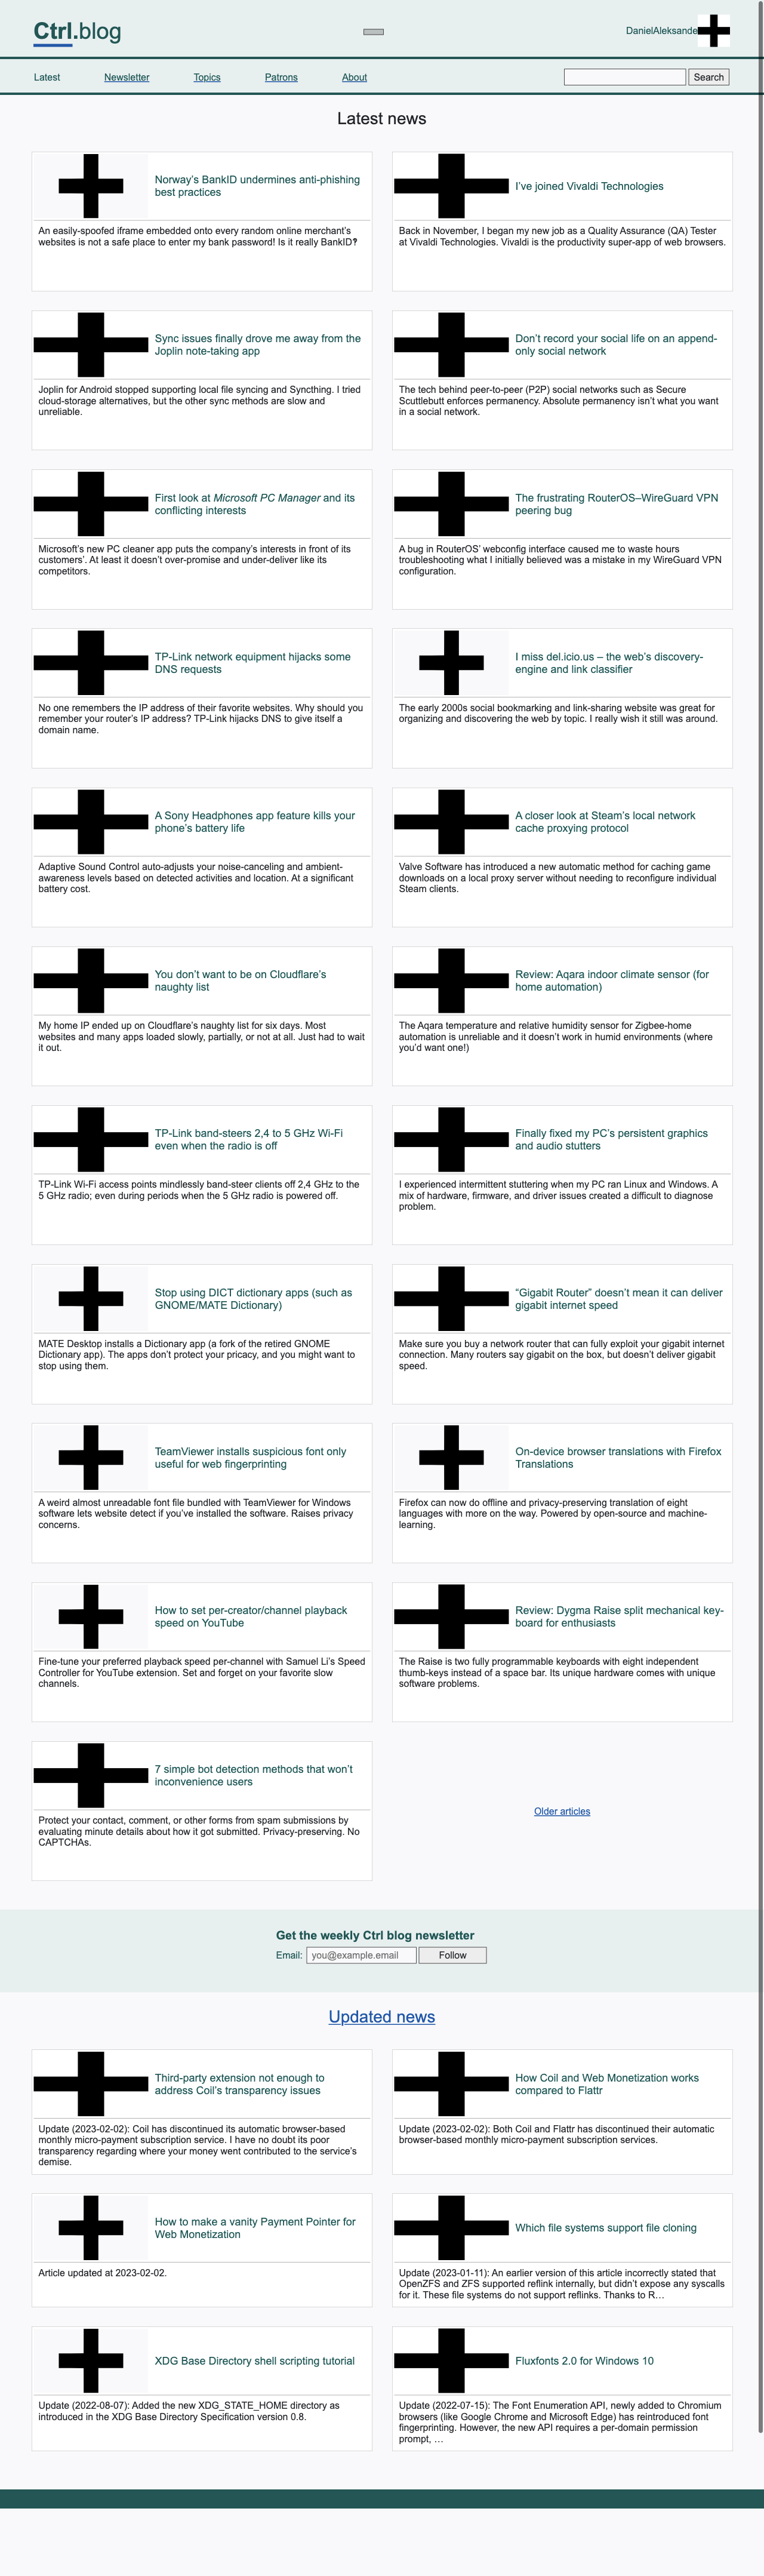 Ctrl.blog
DanielAleksande
Latest
Newsletter
Topics
Patrons
About
Search
Latest news
Norway’s BankID undermines anti-phishing
best practices
An easily-spoofed iframe embedded onto every random online merchant’s
websites is not a safe place to enter my bank password! Is it really BankID‽
I’ve joined Vivaldi Technologies
Back in November, I began my new job as a Quality Assurance (QA) Tester
at Vivaldi Technologies. Vivaldi is the productivity super-app of web browsers.
Sync issues finally drove me away from the
Joplin note-taking app
Joplin for Android stopped supporting local file syncing and Syncthing. I tried
cloud-storage alternatives, but the other sync methods are slow and
unreliable.
Don’t record your social life on an append-
only social network
The tech behind peer-to-peer (P2P) social networks such as Secure
Scuttlebutt enforces permanency. Absolute permanency isn’t what you want
in a social network.
First look at Microsoft PC Manager and its
conflicting interests
Microsoft’s new PC cleaner app puts the company’s interests in front of its
customers’. At least it doesn’t over-promise and under-deliver like its
competitors.
The frustrating RouterOS–WireGuard VPN
peering bug
A bug in RouterOS’ webconfig interface caused me to waste hours
troubleshooting what I initially believed was a mistake in my WireGuard VPN
configuration.
TP-Link network equipment hijacks some
DNS requests
No one remembers the IP address of their favorite websites. Why should you
remember your router’s IP address? TP-Link hijacks DNS to give itself a
domain name.
I miss del.icio.us – the web’s discovery-
engine and link classifier
The early 2000s social bookmarking and link-sharing website was great for
organizing and discovering the web by topic. I really wish it still was around.
A Sony Headphones app feature kills your
phone’s battery life
Adaptive Sound Control auto-adjusts your noise-canceling and ambient-
awareness levels based on detected activities and location. At a significant
battery cost.
A closer look at Steam’s local network
cache proxying protocol
Valve Software has introduced a new automatic method for caching game
downloads on a local proxy server without needing to reconfigure individual
Steam clients.
You don’t want to be on Cloudflare’s
naughty list
My home IP ended up on Cloudflare’s naughty list for six days. Most
websites and many apps loaded slowly, partially, or not at all. Just had to wait
it out.
Review: Aqara indoor climate sensor (for
home automation)
The Aqara temperature and relative humidity sensor for Zigbee-home
automation is unreliable and it doesn’t work in humid environments (where
you’d want one!)
TP-Link band-steers 2,4 to 5 GHz Wi-Fi
even when the radio is off
TP-Link Wi-Fi access points mindlessly band-steer clients off 2,4 GHz to the
5 GHz radio; even during periods when the 5 GHz radio is powered off.
Finally fixed my PC’s persistent graphics
and audio stutters
I experienced intermittent stuttering when my PC ran Linux and Windows. A
mix of hardware, firmware, and driver issues created a difficult to diagnose
problem.
Stop using DICT dictionary apps (such as
GNOME/MATE Dictionary)
MATE Desktop installs a Dictionary app (a fork of the retired GNOME
Dictionary app). The apps don’t protect your privacy, and you might want to
stop using them.
“Gigabit Router” doesn’t mean it can deliver
gigabit internet speed
Make sure you buy a network router that can fully exploit your gigabit internet
connection. Many routers say gigabit on the box, but doesn’t deliver gigabit
speed.
TeamViewer installs suspicious font only
useful for web fingerprinting
A weird almost unreadable font file bundled with TeamViewer for Windows
software lets website detect if you’ve installed the software. Raises privacy
concerns.
On-device browser translations with Firefox
Translations
Firefox can now do offline and privacy-preserving translation of eight
languages with more on the way. Powered by open-source and machine-
learning.
How to set per-creator/channel playback
speed on YouTube
Fine-tune your preferred playback speed per-channel with Samuel Li’s Speed
Controller for YouTube extension. Set and forget on your favorite slow
channels.
Review: Dygma Raise split mechanical key-
board for enthusiasts
The Raise is two fully programmable keyboards with eight independent
thumb-keys instead of a space bar. Its unique hardware comes with unique
software problems.
7 simple bot detection methods that won’t
inconvenience users
Protect your contact, comment, or other forms from spam submissions by
evaluating minute details about how it got submitted. Privacy-preserving. No
CAPTCHAs.
Older articles
Get the weekly Ctrl blog newsletter
Email: you@example.email Follow
Updated news
Third-party extension not enough to
address Coil’s transparency issues
Update (2023-02-02): Coil has discontinued its automatic browser-based
monthly micro-payment subscription service. I have no doubt its poor
transparency regarding where your money went contributed to the service’s
demise.
How Coil and Web Monetization works
compared to Flattr
Update (2023-02-02): Both Coil and Flattr has discontinued their automatic
browser-based monthly micro-payment subscription services.
How to make a vanity Payment Pointer for
Web Monetization
Article updated at 2023-02-02.
Which file systems support file cloning
Update (2023-01-11): An earlier version of this article incorrectly stated that
OpenZFS and ZFS supported reflink internally, but didn’t expose any syscalls
for it. These file systems do not support reflinks. Thanks to R…
XDG Base Directory shell scripting tutorial
Update (2022-08-07): Added the new XDG_STATE_HOME directory as
introduced in the XDG Base Directory Specification version 0.8.
Fluxfonts 2.0 for Windows 10
Update (2022-07-15): The Font Enumeration API, newly added to Chromium
browsers (like Google Chrome and Microsoft Edge) has reintroduced font
fingerprinting. However, the new API requires a per-domain permission
prompt, …